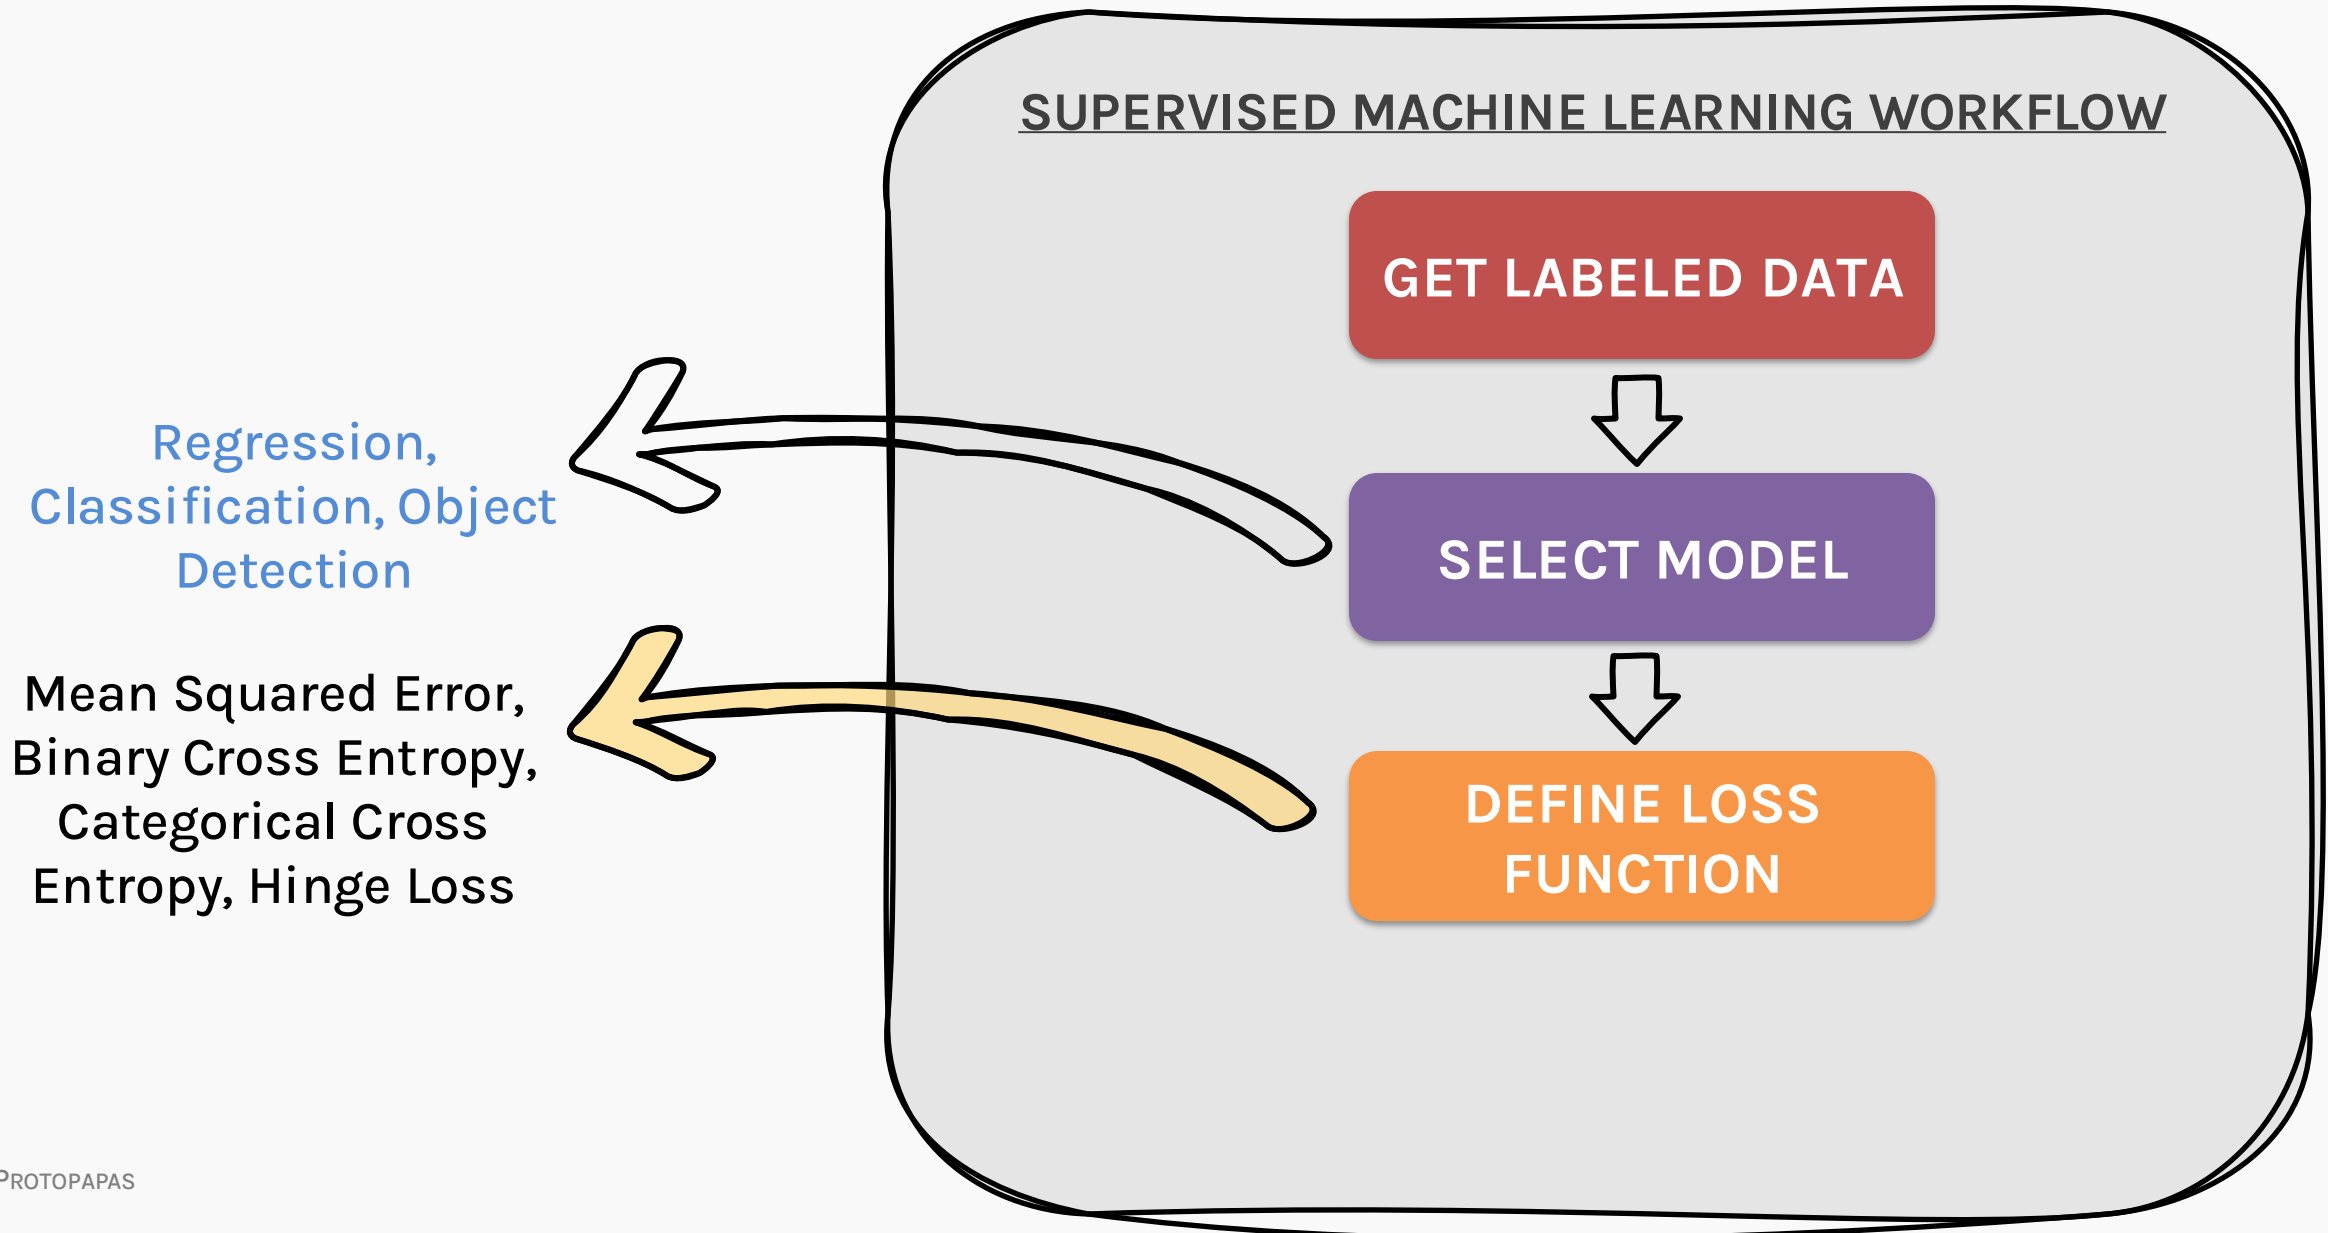 SUPERVISED MACHINE LEARNING WORKFLOW
GET LABELED DATA
SELECT MODEL
DEFINE LOSS
FUNCTION
Regression,
Classification, Object
Detection
Mean Squared Error,
Binary Cross Entropy,
Categorical Cross
Entropy, Hinge Loss
PROTOPAPAS